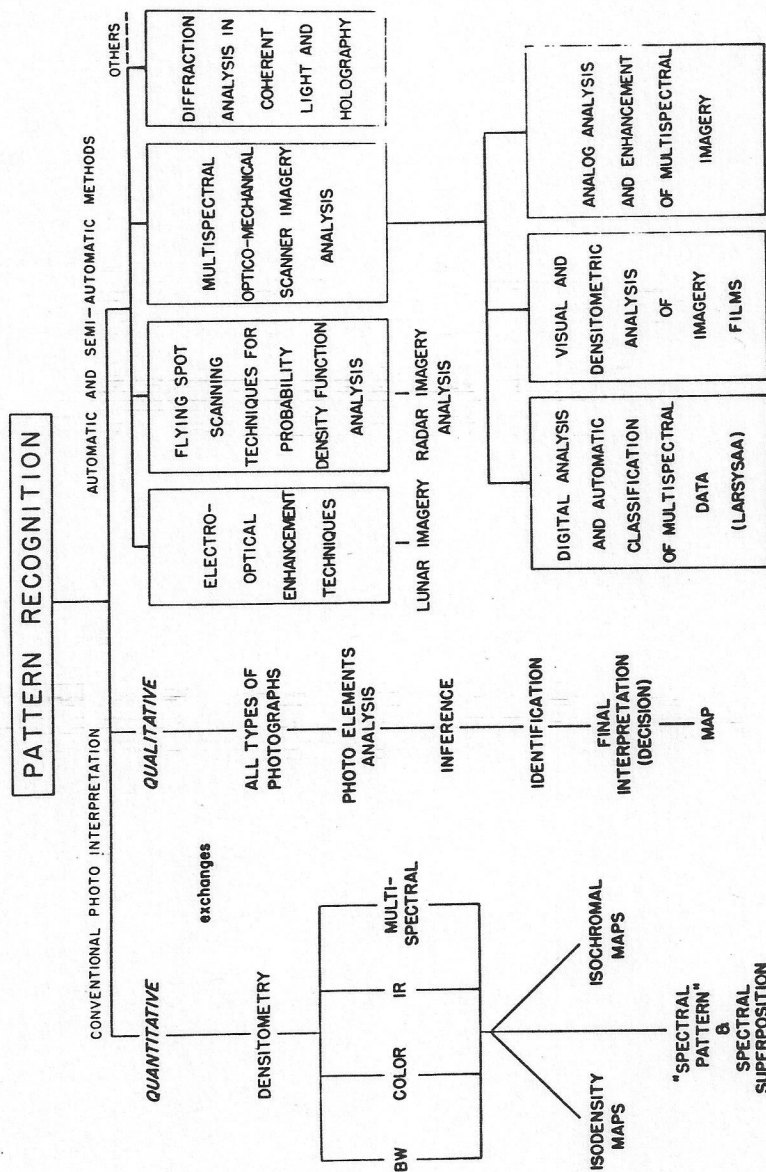 PATTERN RECOGNITION
CONVENTIONAL PHOTO INTERPRETATION
AUTOMATIC AND SEMI-AUTOMATIC METHODS
OTHERS
QUANTITATIVE
exchanges
QUALITATIVE
DENSITOMETRY
BW
COLOR
IR
MULTI-
SPECTRAL
ISODENSITY
MAPS
"SPECTRAL
PATTERN"
&
SPECTRAL
SUPERPOSITION
ISOCHROMAL
MAPS
ALL TYPES OF
PHOTOGRAPHS
PHOTO ELEMENTS
ANALYSIS
INFERENCE
IDENTIFICATION
FINAL
INTERPRETATION
(DECISION)
MAP
ELECTRO-
OPTICAL
ENHANCEMENT
TECHNIQUES
LUNAR IMAGERY
FLYING SPOT
SCANNING
TECHNIQUES FOR
PROBABILITY
DENSITY FUNCTION
ANALYSIS
RADAR IMAGERY
ANALYSIS
MULTISPECTRAL
OPTICO-MECHANICAL
SCANNER IMAGERY
ANALYSIS
DIFFRACTION
ANALYSIS IN
COHERENT
LIGHT AND
HOLOGRAPHY
DIGITAL ANALYSIS
AND AUTOMATIC
CLASSIFICATION
OF MULTISPECTRAL
DATA
(LARSYSAA)
VISUAL AND
DENSITOMETRIC
ANALYSIS
OF
IMAGERY
FILMS
ANALOG ANALYSIS
AND ENHANCEMENT
OF MULTISPECTRAL
IMAGERY